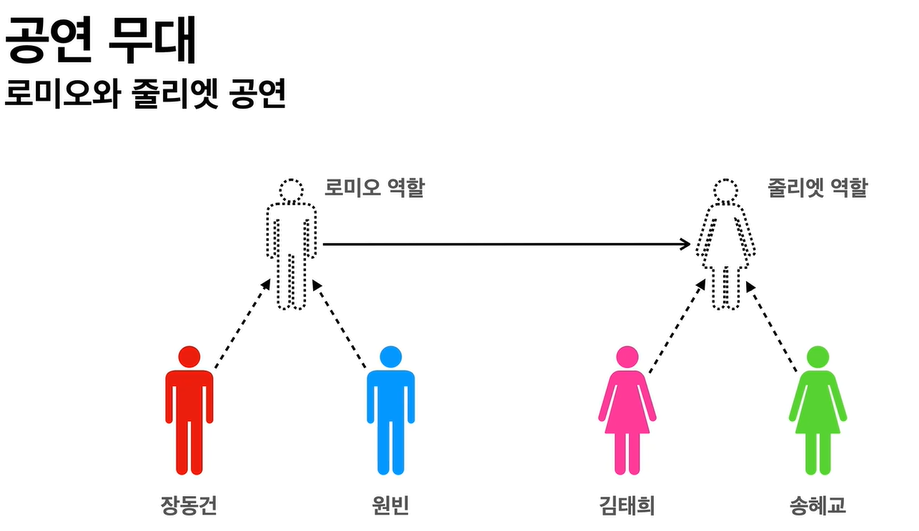 공연 무대
로미오와 줄리엣 공연
로미오 역할
줄리엣 역할
장동건
원빈
김태희
송혜교